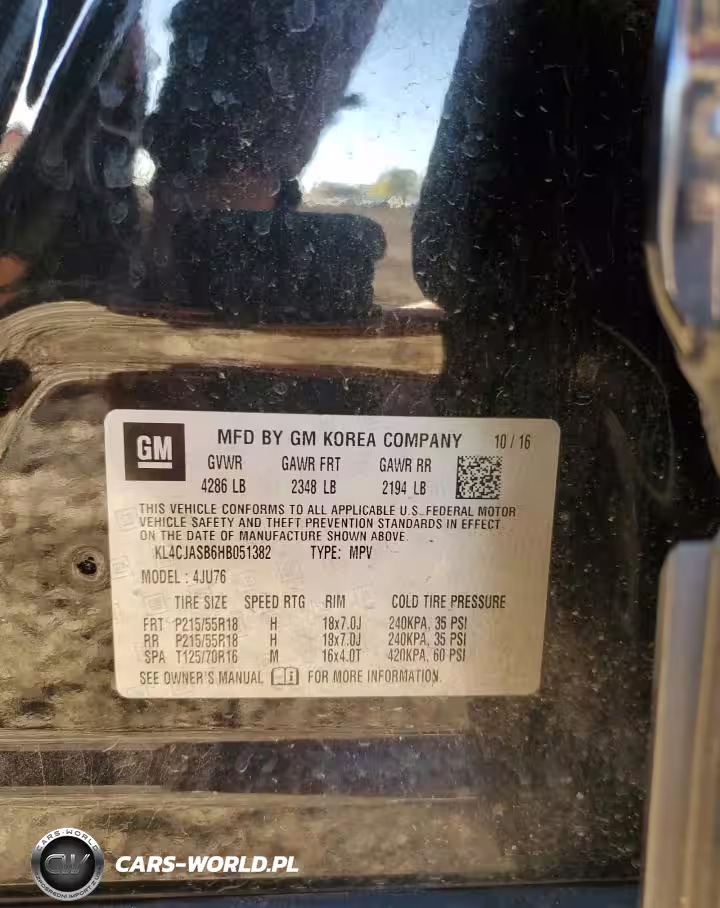 GM
MFD BY GM KOREA COMPANY 10 / 16
GVWR GAWR FRT GAWR RR
4286 LB 2348 LB 2194 LB
THIS VEHICLE CONFORMS TO ALL APPLICABLE U.S. FEDERAL MOTOR
VEHICLE SAFETY AND THEFT PREVENTION STANDARDS IN EFFECT
ON THE DATE OF MANUFACTURE SHOWN ABOVE.
KL4CJASB6HB051382 TYPE: MPV
MODEL : 4JU76
TIRE SIZE SPEED RTG RIM COLD TIRE PRESSURE
FRT P215/55R18 H 18x7.0J 240KPA, 35 PSI
RR P215/55R18 H 18x7.0J 240KPA, 35 PSI
SPA T125/70R16 M 16x4.0T 420KPA, 60 PSI
SEE OWNER'S MANUAL FOR MORE INFORMATION.
CARS-WORLD
CW
CARS-WORLD.PL